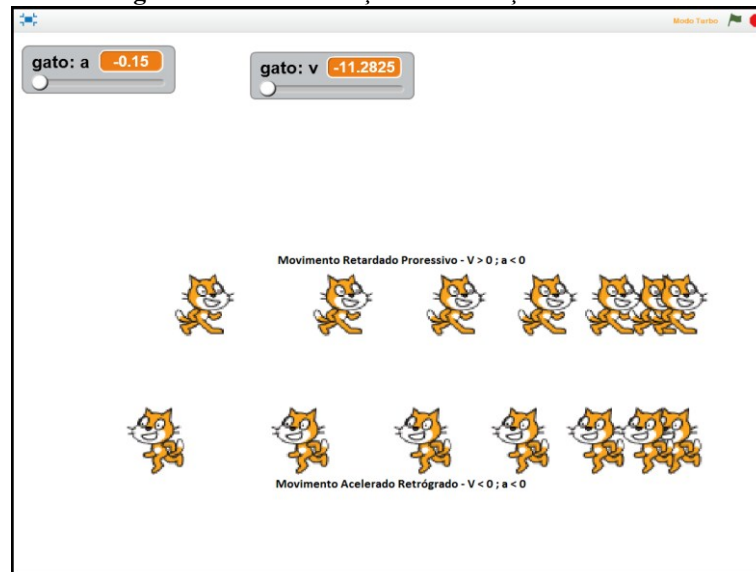 Modo Turbo
gato: a -0.15
gato: v -11.2825
Movimento Retardado Proressivo - V > 0 ; a < 0
Movimento Acelerado Retrógrado - V < 0 ; a < 0